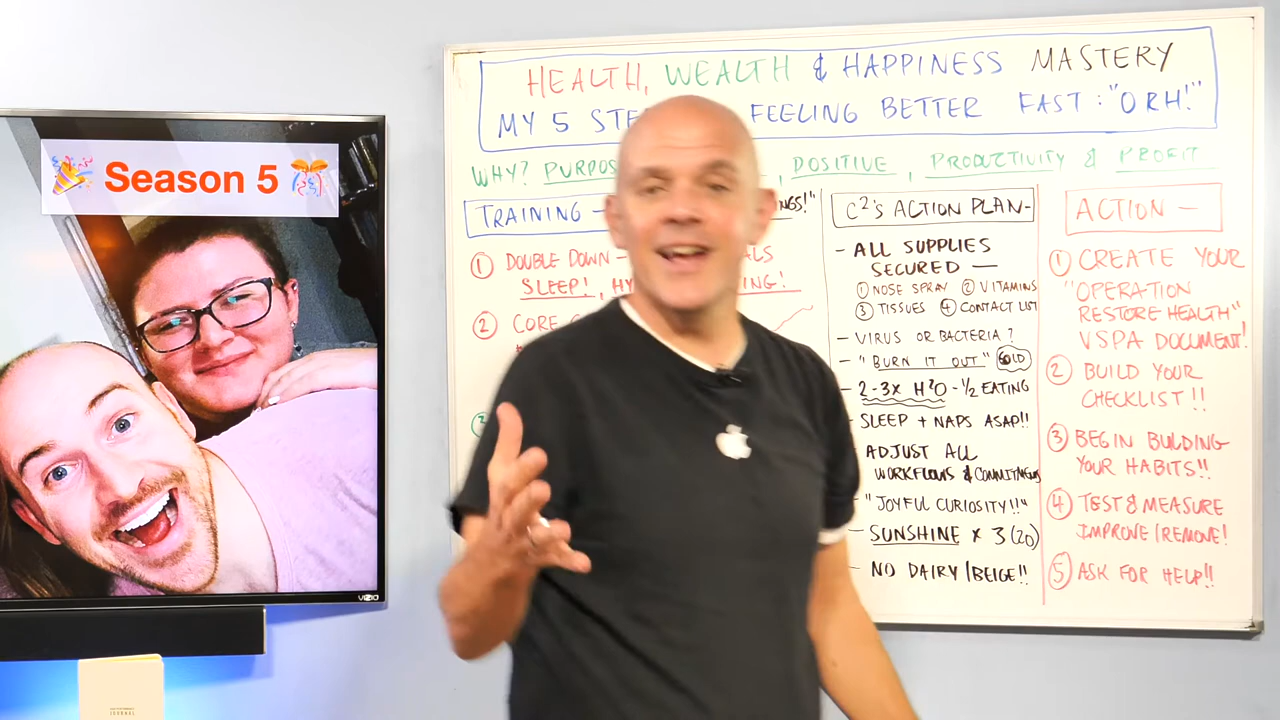 Season 5
VIZIO
JOURNAL
HEALTH, WEALTH & HAPPINESS MASTERY
MY 5 STE FEELING BETTER FAST: "ORH!"
WHY? PURPOS , POSITIVE, PRODUCTIVITY & PROFIT
TRAINING - NGS!"
① DOUBLE DOWN - ALS
SLEEP!, HY NG!
② CORE
C²'S ACTION PLAN-
- ALL SUPPLIES
SECURED -
① NOSE SPRAY ② VITAMINS
③ TISSUES ④ CONTACT LIST
- VIRUS OR BACTERIA?
- "BURN IT OUT" COLD
- 2-3X H²O - ½ EATING
- SLEEP + NAPS ASAP!!
ADJUST ALL
WORKFLOWS & COMMITMENTS
- "JOYFUL CURIOSITY!!"
- SUNSHINE X 3 (20)
- NO DAIRY/BEIGE!!
ACTION -
① CREATE YOUR
"OPERATION
RESTORE HEALTH"
VSPA DOCUMENT!
② BUILD YOUR
CHECKLIST!!
③ BEGIN BUILDING
YOUR HABITS!!
④ TEST & MEASURE
IMPROVE/REMOVE!
⑤ ASK FOR HELP!!